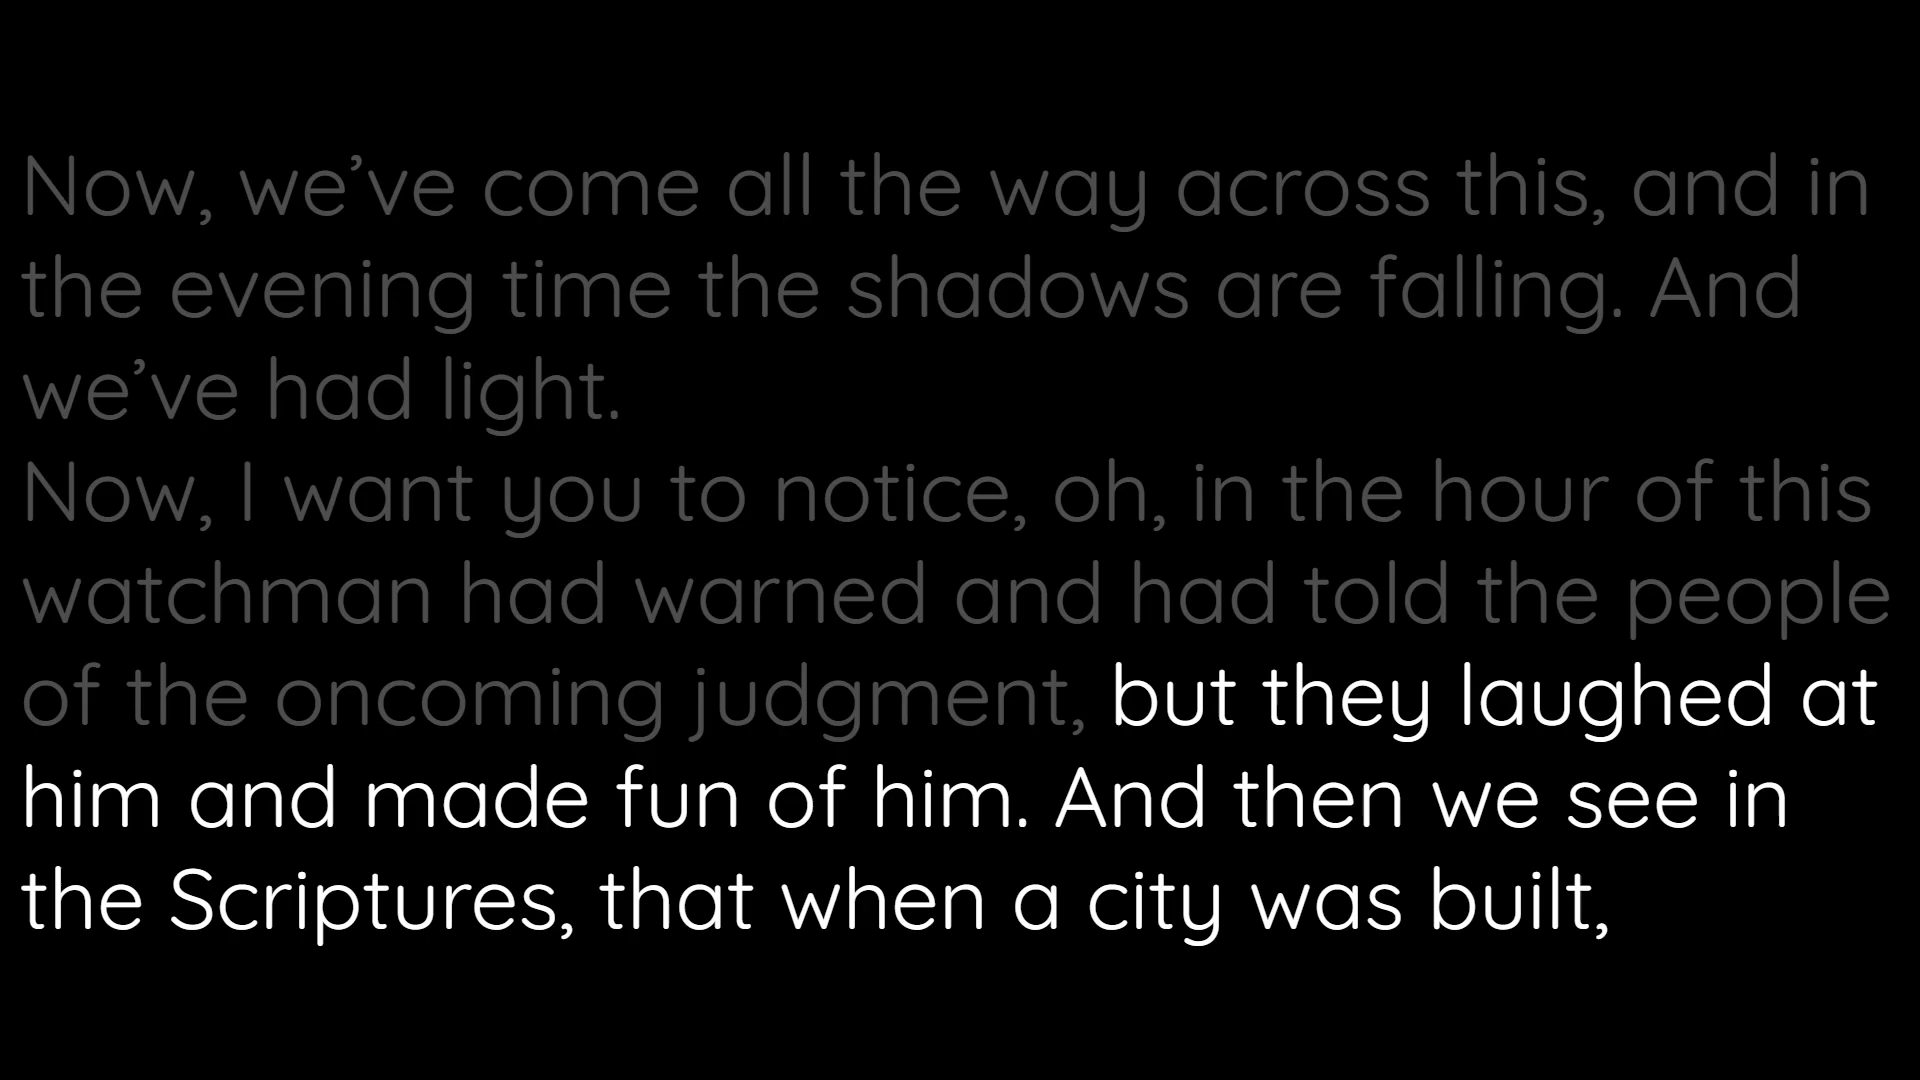 Now, we’ve come all the way across this, and in
the evening time the shadows are falling. And
we’ve had light.
Now, I want you to notice, oh, in the hour of this
watchman had warned and had told the people
of the oncoming judgment, but they laughed at
him and made fun of him. And then we see in
the Scriptures, that when a city was built,